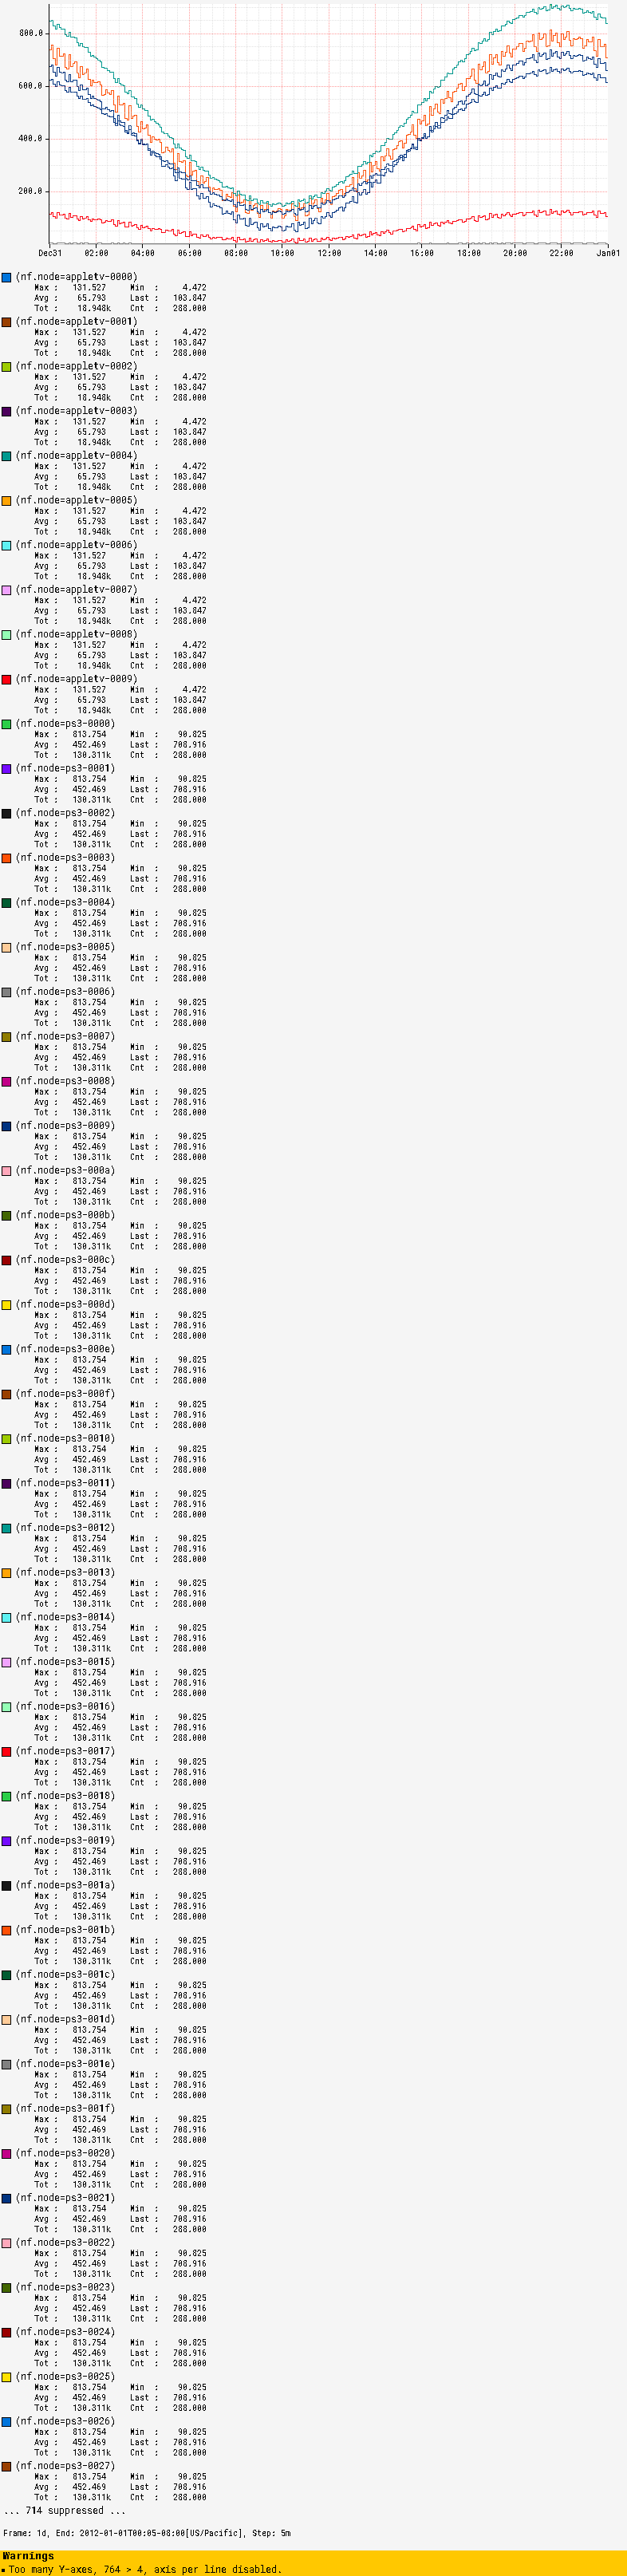 800.0
600.0
400.0
200.0
Dec31 02:00 04:00 06:00 08:00 10:00 12:00 14:00 16:00 18:00 20:00 22:00 Jan01
(nf.node=appletv-0000)
Max : 131.527 Min : 4.472
Avg : 65.793 Last : 103.847
Tot : 18.948k Cnt : 288.000
(nf.node=appletv-0001)
Max : 131.527 Min : 4.472
Avg : 65.793 Last : 103.847
Tot : 18.948k Cnt : 288.000
(nf.node=appletv-0002)
Max : 131.527 Min : 4.472
Avg : 65.793 Last : 103.847
Tot : 18.948k Cnt : 288.000
(nf.node=appletv-0003)
Max : 131.527 Min : 4.472
Avg : 65.793 Last : 103.847
Tot : 18.948k Cnt : 288.000
(nf.node=appletv-0004)
Max : 131.527 Min : 4.472
Avg : 65.793 Last : 103.847
Tot : 18.948k Cnt : 288.000
(nf.node=appletv-0005)
Max : 131.527 Min : 4.472
Avg : 65.793 Last : 103.847
Tot : 18.948k Cnt : 288.000
(nf.node=appletv-0006)
Max : 131.527 Min : 4.472
Avg : 65.793 Last : 103.847
Tot : 18.948k Cnt : 288.000
(nf.node=appletv-0007)
Max : 131.527 Min : 4.472
Avg : 65.793 Last : 103.847
Tot : 18.948k Cnt : 288.000
(nf.node=appletv-0008)
Max : 131.527 Min : 4.472
Avg : 65.793 Last : 103.847
Tot : 18.948k Cnt : 288.000
(nf.node=appletv-0009)
Max : 131.527 Min : 4.472
Avg : 65.793 Last : 103.847
Tot : 18.948k Cnt : 288.000
(nf.node=ps3-0000)
Max : 813.754 Min : 90.825
Avg : 452.469 Last : 708.916
Tot : 130.311k Cnt : 288.000
(nf.node=ps3-0001)
Max : 813.754 Min : 90.825
Avg : 452.469 Last : 708.916
Tot : 130.311k Cnt : 288.000
(nf.node=ps3-0002)
Max : 813.754 Min : 90.825
Avg : 452.469 Last : 708.916
Tot : 130.311k Cnt : 288.000
(nf.node=ps3-0003)
Max : 813.754 Min : 90.825
Avg : 452.469 Last : 708.916
Tot : 130.311k Cnt : 288.000
(nf.node=ps3-0004)
Max : 813.754 Min : 90.825
Avg : 452.469 Last : 708.916
Tot : 130.311k Cnt : 288.000
(nf.node=ps3-0005)
Max : 813.754 Min : 90.825
Avg : 452.469 Last : 708.916
Tot : 130.311k Cnt : 288.000
(nf.node=ps3-0006)
Max : 813.754 Min : 90.825
Avg : 452.469 Last : 708.916
Tot : 130.311k Cnt : 288.000
(nf.node=ps3-0007)
Max : 813.754 Min : 90.825
Avg : 452.469 Last : 708.916
Tot : 130.311k Cnt : 288.000
(nf.node=ps3-0008)
Max : 813.754 Min : 90.825
Avg : 452.469 Last : 708.916
Tot : 130.311k Cnt : 288.000
(nf.node=ps3-0009)
Max : 813.754 Min : 90.825
Avg : 452.469 Last : 708.916
Tot : 130.311k Cnt : 288.000
(nf.node=ps3-000a)
Max : 813.754 Min : 90.825
Avg : 452.469 Last : 708.916
Tot : 130.311k Cnt : 288.000
(nf.node=ps3-000b)
Max : 813.754 Min : 90.825
Avg : 452.469 Last : 708.916
Tot : 130.311k Cnt : 288.000
(nf.node=ps3-000c)
Max : 813.754 Min : 90.825
Avg : 452.469 Last : 708.916
Tot : 130.311k Cnt : 288.000
(nf.node=ps3-000d)
Max : 813.754 Min : 90.825
Avg : 452.469 Last : 708.916
Tot : 130.311k Cnt : 288.000
(nf.node=ps3-000e)
Max : 813.754 Min : 90.825
Avg : 452.469 Last : 708.916
Tot : 130.311k Cnt : 288.000
(nf.node=ps3-000f)
Max : 813.754 Min : 90.825
Avg : 452.469 Last : 708.916
Tot : 130.311k Cnt : 288.000
(nf.node=ps3-0010)
Max : 813.754 Min : 90.825
Avg : 452.469 Last : 708.916
Tot : 130.311k Cnt : 288.000
(nf.node=ps3-0011)
Max : 813.754 Min : 90.825
Avg : 452.469 Last : 708.916
Tot : 130.311k Cnt : 288.000
(nf.node=ps3-0012)
Max : 813.754 Min : 90.825
Avg : 452.469 Last : 708.916
Tot : 130.311k Cnt : 288.000
(nf.node=ps3-0013)
Max : 813.754 Min : 90.825
Avg : 452.469 Last : 708.916
Tot : 130.311k Cnt : 288.000
(nf.node=ps3-0014)
Max : 813.754 Min : 90.825
Avg : 452.469 Last : 708.916
Tot : 130.311k Cnt : 288.000
(nf.node=ps3-0015)
Max : 813.754 Min : 90.825
Avg : 452.469 Last : 708.916
Tot : 130.311k Cnt : 288.000
(nf.node=ps3-0016)
Max : 813.754 Min : 90.825
Avg : 452.469 Last : 708.916
Tot : 130.311k Cnt : 288.000
(nf.node=ps3-0017)
Max : 813.754 Min : 90.825
Avg : 452.469 Last : 708.916
Tot : 130.311k Cnt : 288.000
(nf.node=ps3-0018)
Max : 813.754 Min : 90.825
Avg : 452.469 Last : 708.916
Tot : 130.311k Cnt : 288.000
(nf.node=ps3-0019)
Max : 813.754 Min : 90.825
Avg : 452.469 Last : 708.916
Tot : 130.311k Cnt : 288.000
(nf.node=ps3-001a)
Max : 813.754 Min : 90.825
Avg : 452.469 Last : 708.916
Tot : 130.311k Cnt : 288.000
(nf.node=ps3-001b)
Max : 813.754 Min : 90.825
Avg : 452.469 Last : 708.916
Tot : 130.311k Cnt : 288.000
(nf.node=ps3-001c)
Max : 813.754 Min : 90.825
Avg : 452.469 Last : 708.916
Tot : 130.311k Cnt : 288.000
(nf.node=ps3-001d)
Max : 813.754 Min : 90.825
Avg : 452.469 Last : 708.916
Tot : 130.311k Cnt : 288.000
(nf.node=ps3-001e)
Max : 813.754 Min : 90.825
Avg : 452.469 Last : 708.916
Tot : 130.311k Cnt : 288.000
(nf.node=ps3-001f)
Max : 813.754 Min : 90.825
Avg : 452.469 Last : 708.916
Tot : 130.311k Cnt : 288.000
(nf.node=ps3-0020)
Max : 813.754 Min : 90.825
Avg : 452.469 Last : 708.916
Tot : 130.311k Cnt : 288.000
(nf.node=ps3-0021)
Max : 813.754 Min : 90.825
Avg : 452.469 Last : 708.916
Tot : 130.311k Cnt : 288.000
(nf.node=ps3-0022)
Max : 813.754 Min : 90.825
Avg : 452.469 Last : 708.916
Tot : 130.311k Cnt : 288.000
(nf.node=ps3-0023)
Max : 813.754 Min : 90.825
Avg : 452.469 Last : 708.916
Tot : 130.311k Cnt : 288.000
(nf.node=ps3-0024)
Max : 813.754 Min : 90.825
Avg : 452.469 Last : 708.916
Tot : 130.311k Cnt : 288.000
(nf.node=ps3-0025)
Max : 813.754 Min : 90.825
Avg : 452.469 Last : 708.916
Tot : 130.311k Cnt : 288.000
(nf.node=ps3-0026)
Max : 813.754 Min : 90.825
Avg : 452.469 Last : 708.916
Tot : 130.311k Cnt : 288.000
(nf.node=ps3-0027)
Max : 813.754 Min : 90.825
Avg : 452.469 Last : 708.916
Tot : 130.311k Cnt : 288.000
... 714 suppressed ...
Frame: 1d, End: 2012-01-01T00:05-08:00[US/Pacific], Step: 5m
Warnings
▪ Too many Y-axes, 764 > 4, axis per line disabled.